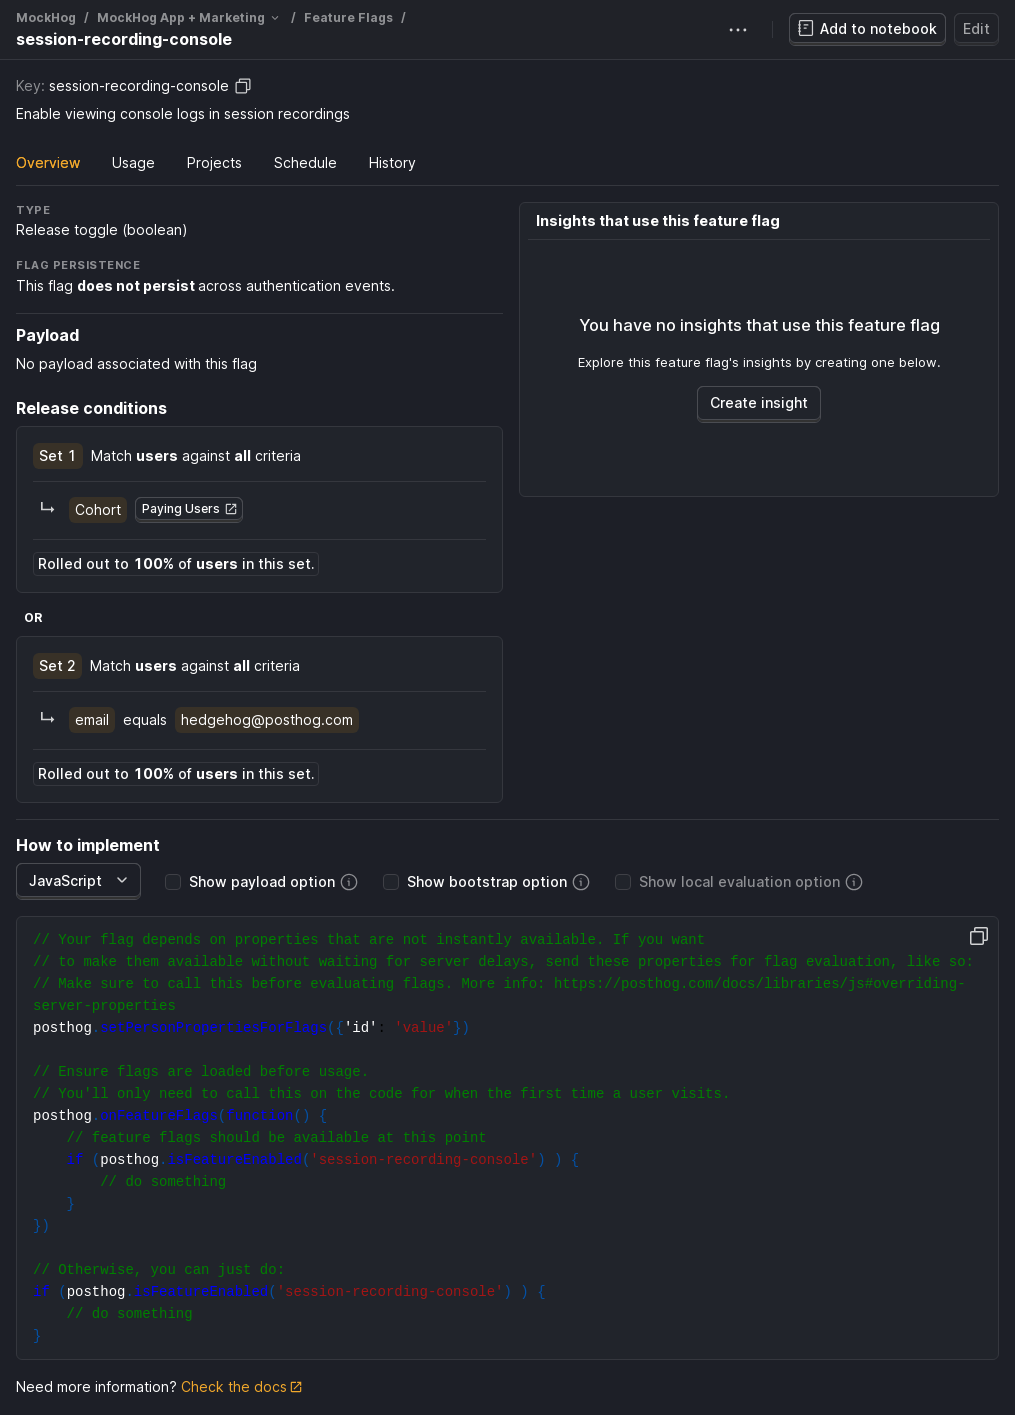 MockHog / MockHog App + Marketing / Feature Flags /
session-recording-console
Add to notebook
Edit
Key: session-recording-console
Enable viewing console logs in session recordings
Overview Usage Projects Schedule History
TYPE
Release toggle (boolean)
FLAG PERSISTENCE
This flag does not persist across authentication events.
Payload
No payload associated with this flag
Release conditions
Set 1 Match users against all criteria
Cohort Paying Users
Rolled out to 100% of users in this set.
OR
Set 2 Match users against all criteria
email equals hedgehog@posthog.com
Rolled out to 100% of users in this set.
Insights that use this feature flag
You have no insights that use this feature flag
Explore this feature flag's insights by creating one below.
Create insight
How to implement
JavaScript Show payload option Show bootstrap option Show local evaluation option
// Your flag depends on properties that are not instantly available. If you want
// to make them available without waiting for server delays, send these properties for flag evaluation, like so:
// Make sure to call this before evaluating flags. More info: https://posthog.com/docs/libraries/js#overriding-
server-properties
posthog.setPersonPropertiesForFlags({'id': 'value'})
// Ensure flags are loaded before usage.
// You'll only need to call this on the code for when the first time a user visits.
posthog.onFeatureFlags(function() {
    // feature flags should be available at this point
    if (posthog.isFeatureEnabled('session-recording-console') ) {
        // do something
    }
})
// Otherwise, you can just do:
if (posthog.isFeatureEnabled('session-recording-console') ) {
    // do something
}
Need more information? Check the docs